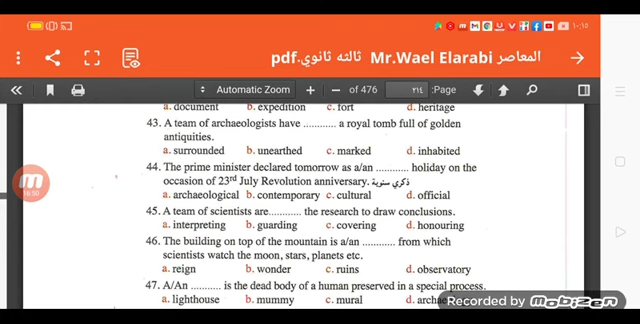 ١٠:١٥
المعاصر Mr.Wael Elarabi ثالثه ثانوي.pdf
Automatic Zoom - + of 476 ٣١٤ :Page
a. document b. expedition c. fort d. heritage
43. A team of archaeologists have ............ a royal tomb full of golden
antiquities.
a. surrounded b. unearthed c. marked d. inhabited
44. The prime minister declared tomorrow as a/an ............ holiday on the
occasion of 23rd July Revolution anniversary. ذكري سنوية
a. archaeological b. contemporary c. cultural d. official
45. A team of scientists are............ the research to draw conclusions.
a. interpreting b. guarding c. covering d. honouring
46. The building on top of the mountain is a/an ............ from which
scientists watch the moon, stars, planets etc.
a. reign b. wonder c. ruins d. observatory
47. A/An ............ is the dead body of a human preserved in a special process.
a. lighthouse b. mummy c. mural d.
16:50
Recorded by MOBIZEN